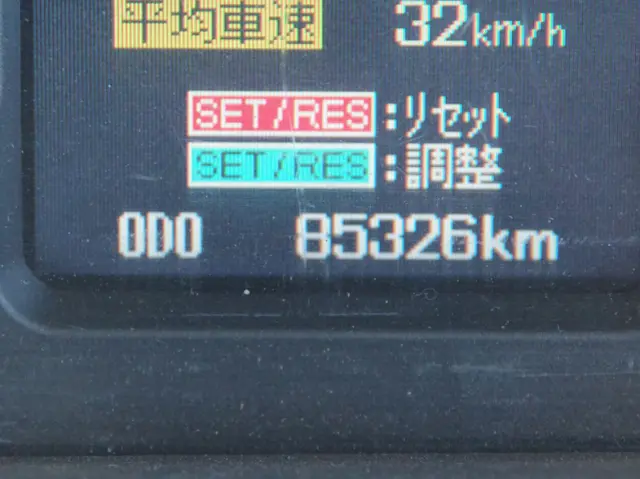 平均車速 32km/h
SET/RES :リセット
SET/RES :調整
ODO 85326km